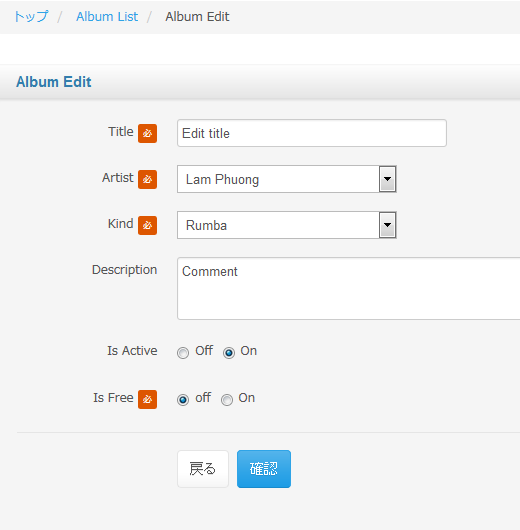 トップ / Album List / Album Edit
Album Edit
Title 必 Edit title
Artist 必 Lam Phuong
Kind 必 Rumba
Description Comment
Is Active Off On
Is Free 必 off On
戻る 確認